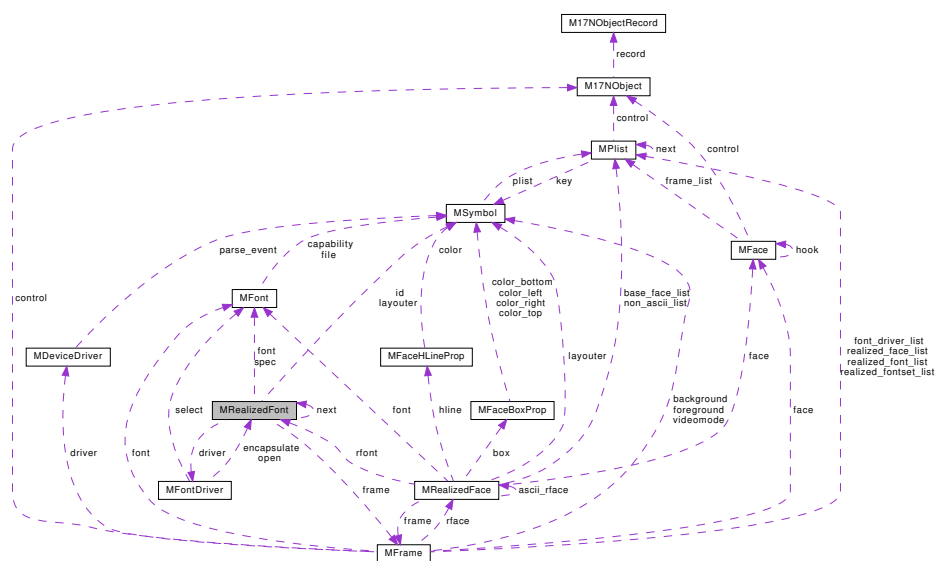 M17NObjectRecord
record
M17NObject
control
MPlist
next
control
plist
key
frame_list
MSymbol
parse_event
capability
file
color
MFace
hook
control
id
layouter
color_bottom
color_left
color_right
color_top
base_face_list
non_ascii_list
MFont
MDeviceDriver
font
spec
MFaceHLineProp
layouter
face
font_driver_list
realized_face_list
realized_font_list
realized_fontset_list
select
MRealizedFont
next
font
hline
MFaceBoxProp
background
foreground
videomode
face
driver
font
driver
encapsulate
open
rfont
box
MFontDriver
frame
MRealizedFace
ascii_rface
frame
rface
MFrame